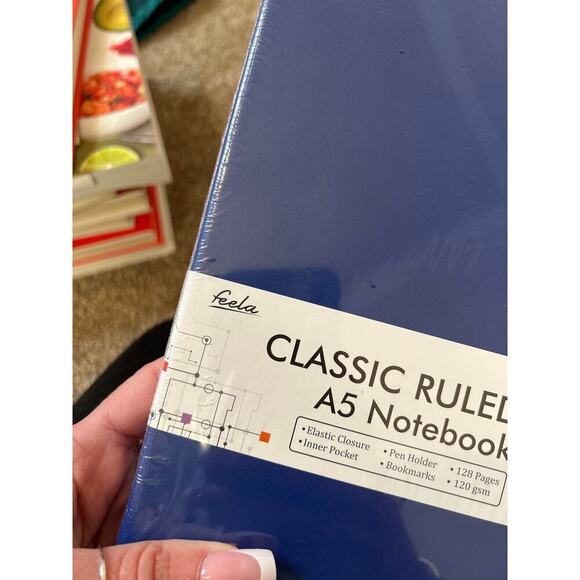 feela
CLASSIC RULED
A5 Notebook
• Elastic Closure • Pen Holder • 128 Pages
• Inner Pocket • Bookmarks • 120 gsm